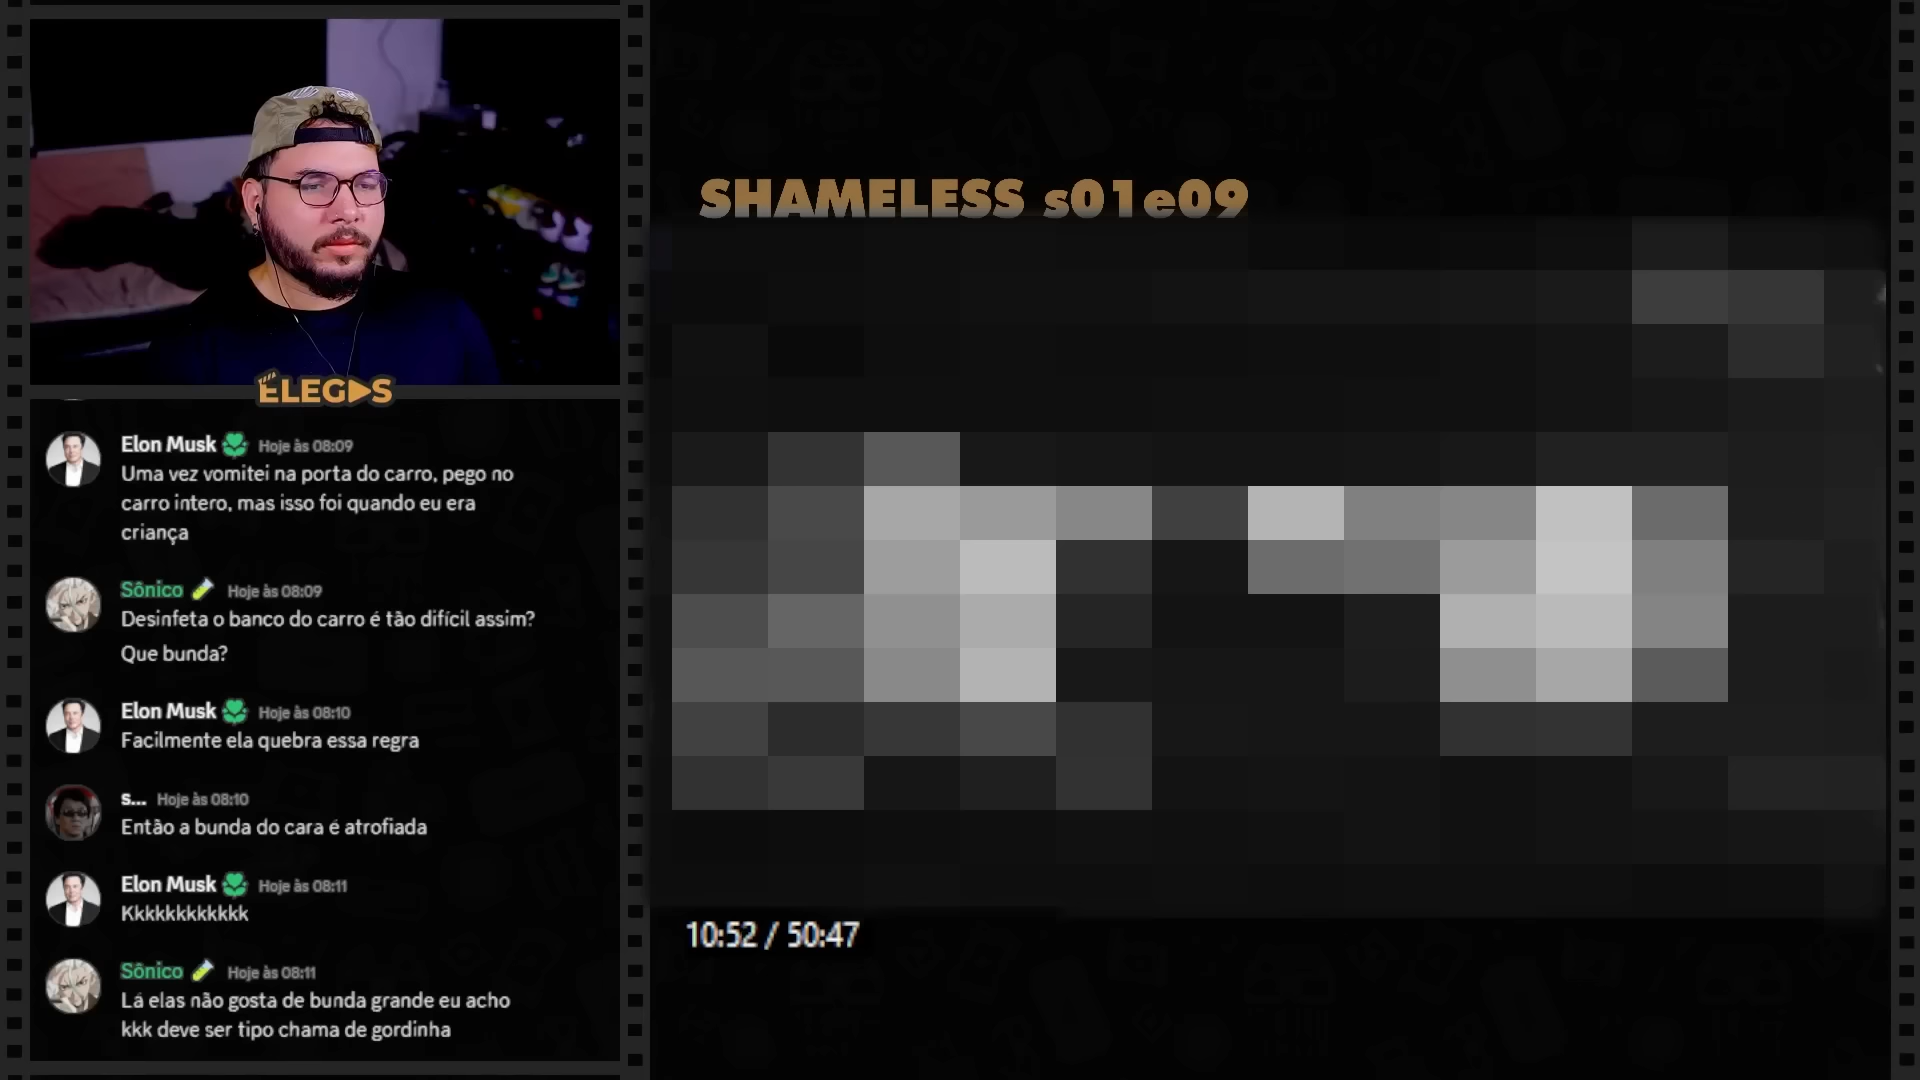 SHAMELESS s01e09
ELEGOS
Elon Musk Hoje às 08:09
Uma vez vomitei na porta do carro, pego no
carro intero, mas isso foi quando eu era
criança
Sônico Hoje às 08:09
Desinfeta o banco do carro é tão difícil assim?
Que bunda?
Elon Musk Hoje às 08:10
Facilmente ela quebra essa regra
s... Hoje às 08:10
Então a bunda do cara é atrofiada
Elon Musk Hoje às 08:11
Kkkkkkkkkkkk
Sônico Hoje às 08:11
Lá elas não gosta de bunda grande eu acho
kkk deve ser tipo chama de gordinha
10:52 / 50:47